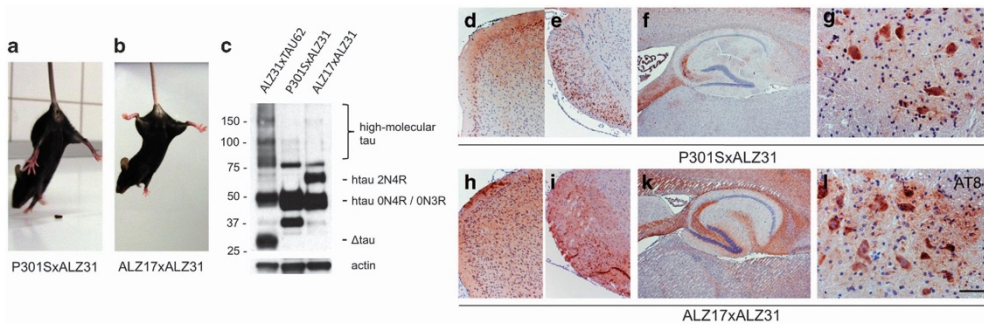 a
b
c
ALZ31xTAU62
P301SxALZ31
ALZ17xALZ31
150 -
100 -
75 -
50 -
37 -
25 -
high-molecular
tau
- htau 2N4R
- htau 0N4R / 0N3R
- Δtau
actin
P301SxALZ31
ALZ17xALZ31
d
e
f
g
P301SxALZ31
h
i
k
l
AT8
ALZ17xALZ31